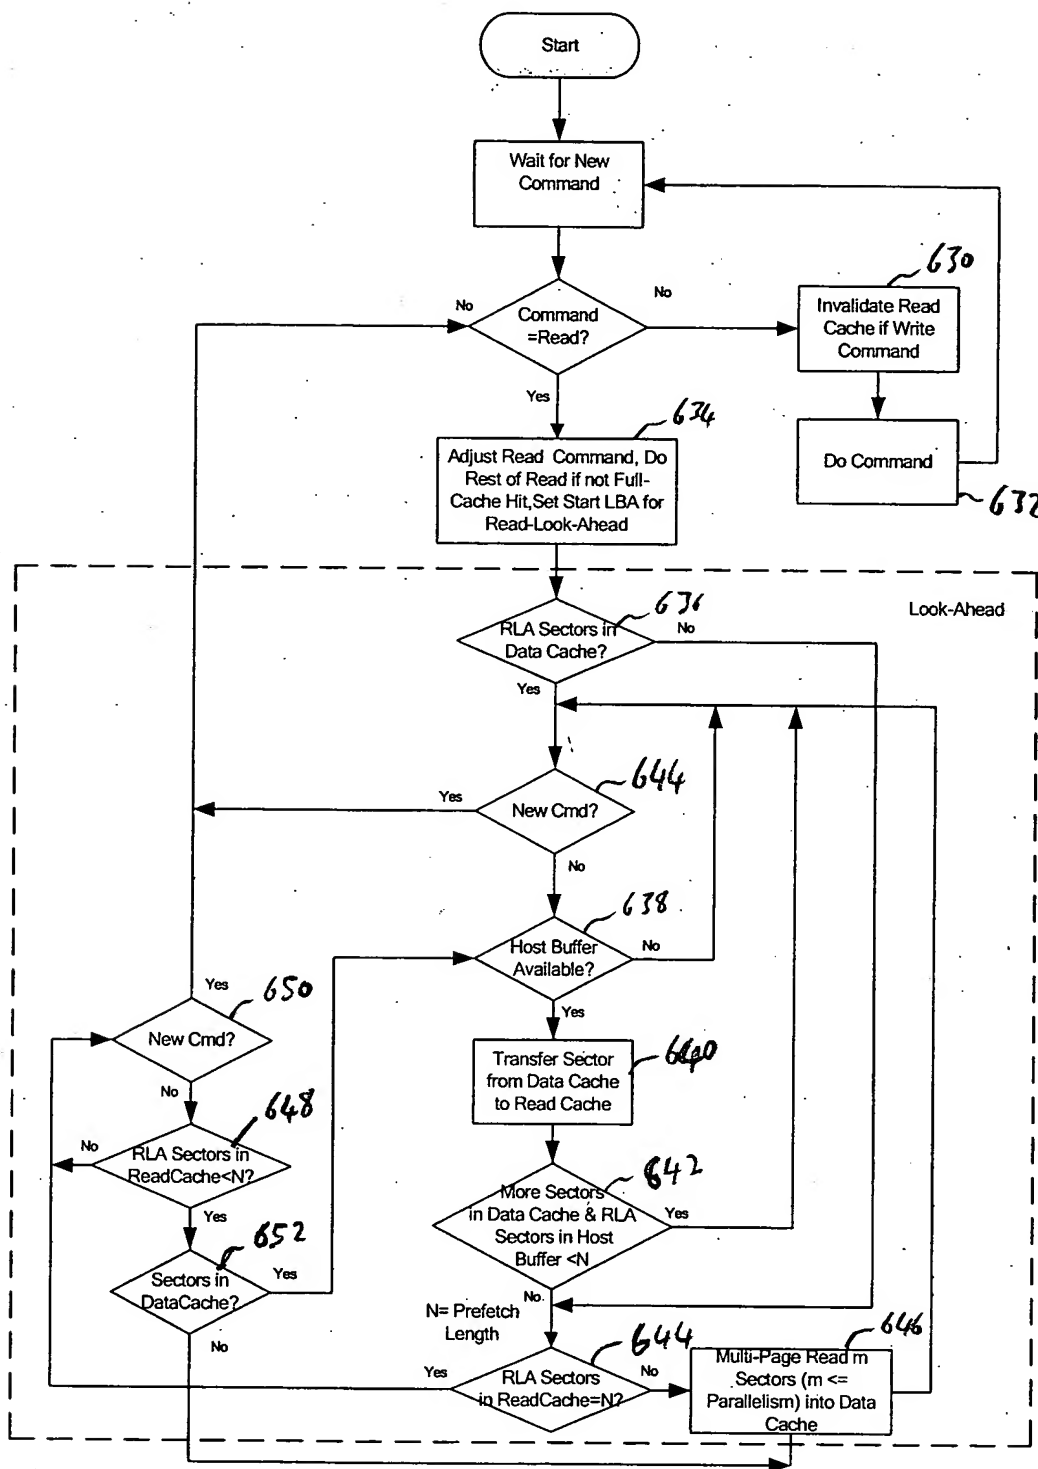 Start
Wait for New
Command
630
No
No
Command
=Read?
Invalidate Read
Cache if Write
Command
Yes
634
Adjust Read Command, Do
Rest of Read if not Full-
Cache Hit,Set Start LBA for
Read-Look-Ahead
Do Command
632
636
Look-Ahead
RLA Sectors in
Data Cache?
No
Yes
644
Yes
New Cmd?
No
638
Host Buffer
Available?
No
Yes
Yes
650
New Cmd?
No
Transfer Sector
from Data Cache
to Read Cache
640
648
No
RLA Sectors in
ReadCache<N?
Yes
642
More Sectors
in Data Cache & RLA
Sectors in Host
Buffer <N
Yes
652
Sectors in
DataCache?
Yes
No
No
N= Prefetch
Length
644
646
Yes
RLA Sectors
in ReadCache=N?
No
Multi-Page Read m
Sectors (m <=
Parallelism) into Data
Cache